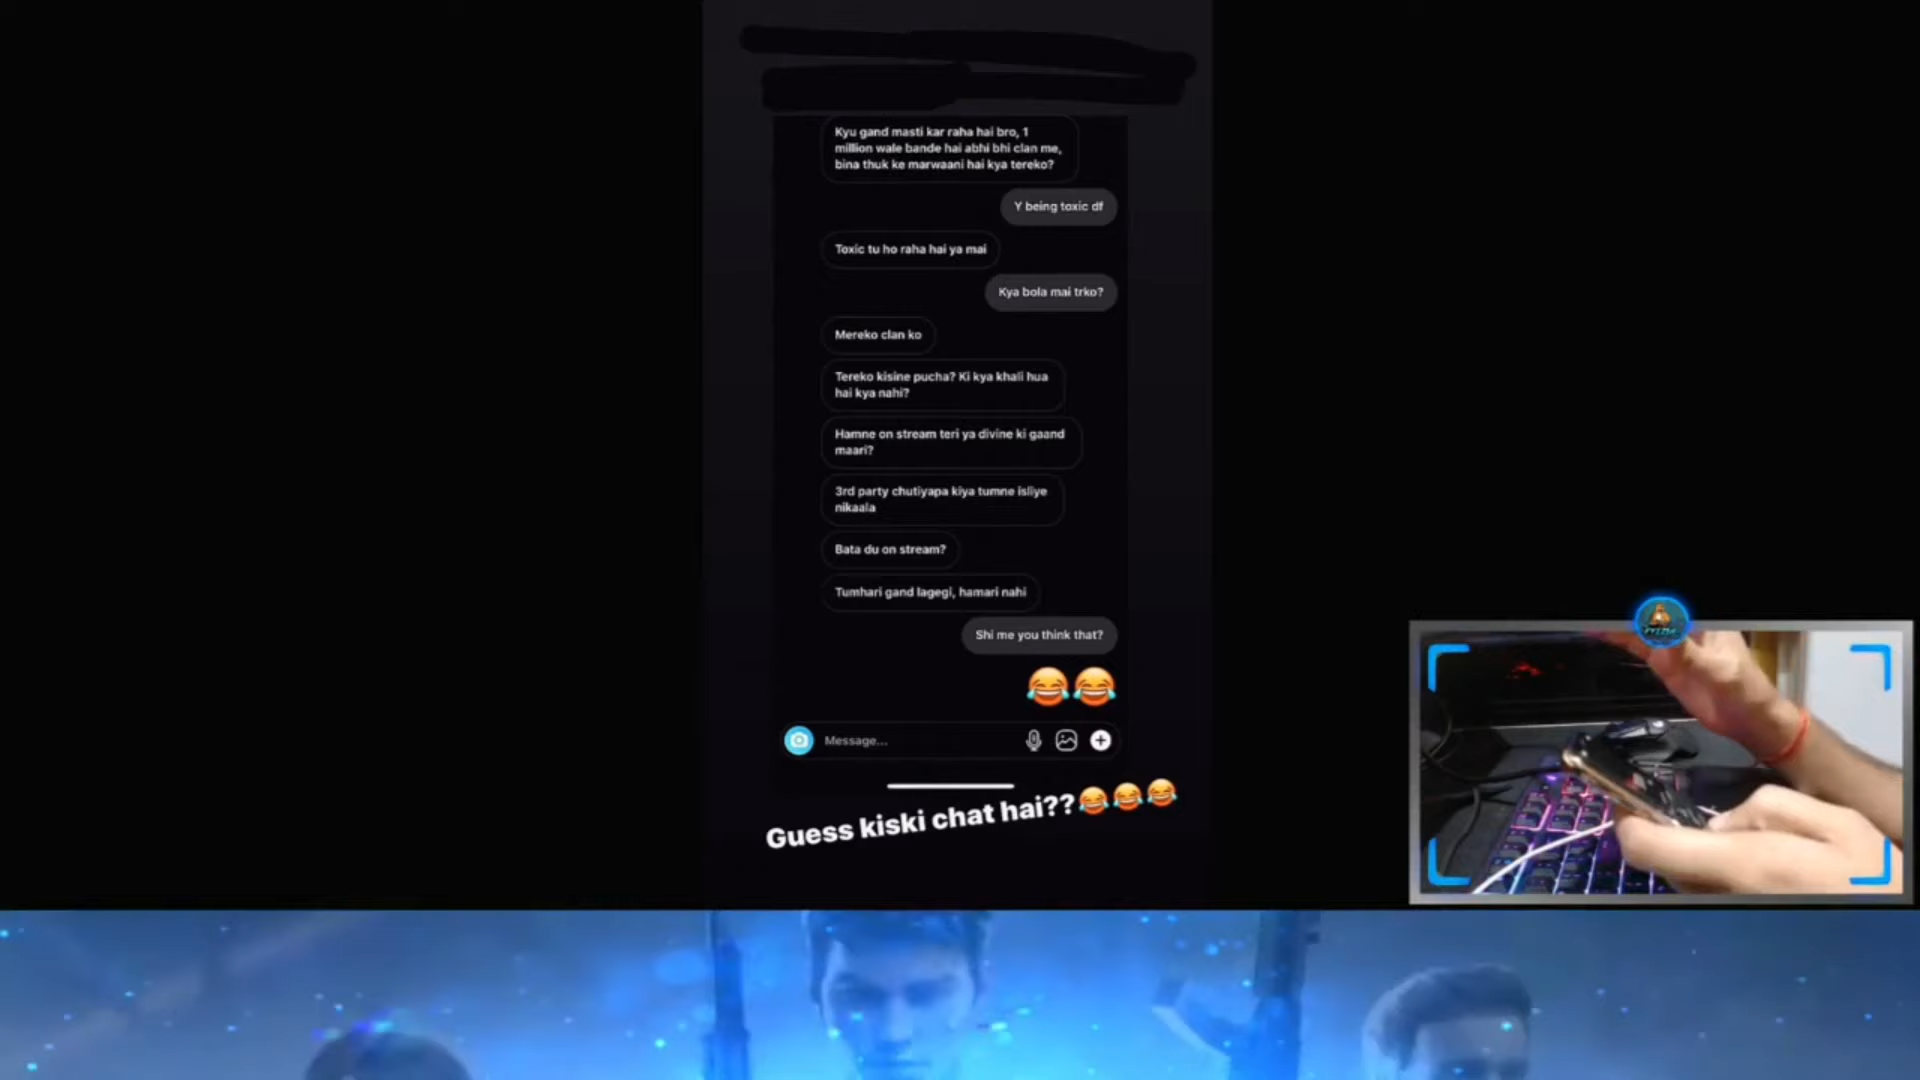 Kyu gand masti kar raha hai bro, 1
million wale bande hai abhi bhi clan me,
bina thuk ke marwaani hai kya tereko?
Y being toxic df
Toxic tu ho raha hai ya mai
Kya bola mai trko?
Mereko clan ko
Tereko kisine pucha? Ki kya khali hua
hai kya nahi?
Hamne on stream teri ya divine ki gaand
maari?
3rd party chutiyapa kiya tumne isliye
nikaala
Bata du on stream?
Tumhari gand lagegi, hamari nahi
Shi me you think that?
😂😂
Message...
Guess kiski chat hai??😂😂😂